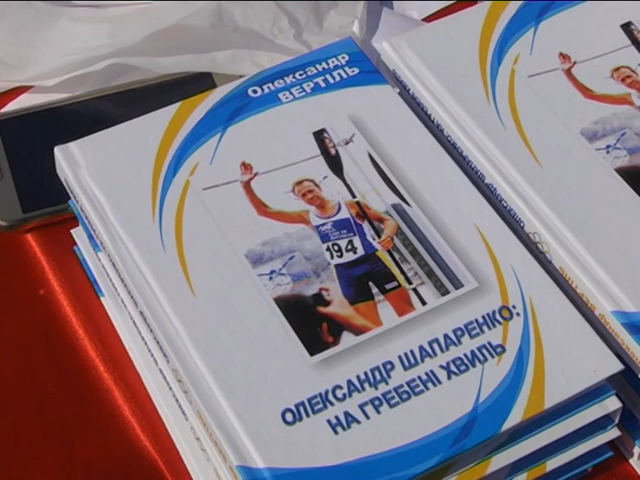 Олександр
ВЕРТІЛЬ
194
ОЛЕКСАНДР ШАПАРЕНКО:
НА ГРЕБЕНІ ХВИЛЬ